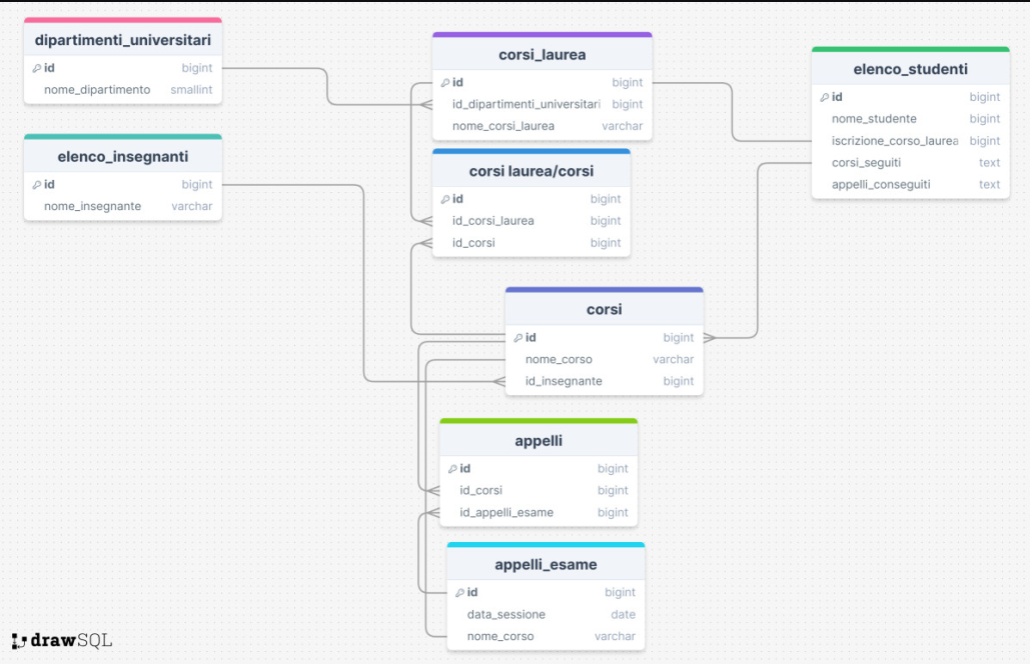 dipartimenti_universitari
id bigint
nome_dipartimento smallint
elenco_insegnanti
id bigint
nome_insegnante varchar
corsi_laurea
id bigint
id_dipartimenti_universitari bigint
nome_corsi_laurea varchar
corsi laurea/corsi
id bigint
id_corsi_laurea bigint
id_corsi bigint
elenco_studenti
id bigint
nome_studente bigint
iscrizione_corso_laurea bigint
corsi_seguiti text
appelli_conseguiti text
corsi
id bigint
nome_corso varchar
id_insegnante bigint
appelli
id bigint
id_corsi bigint
id_appelli_esame bigint
appelli_esame
id bigint
data_sessione date
nome_corso varchar
drawSQL